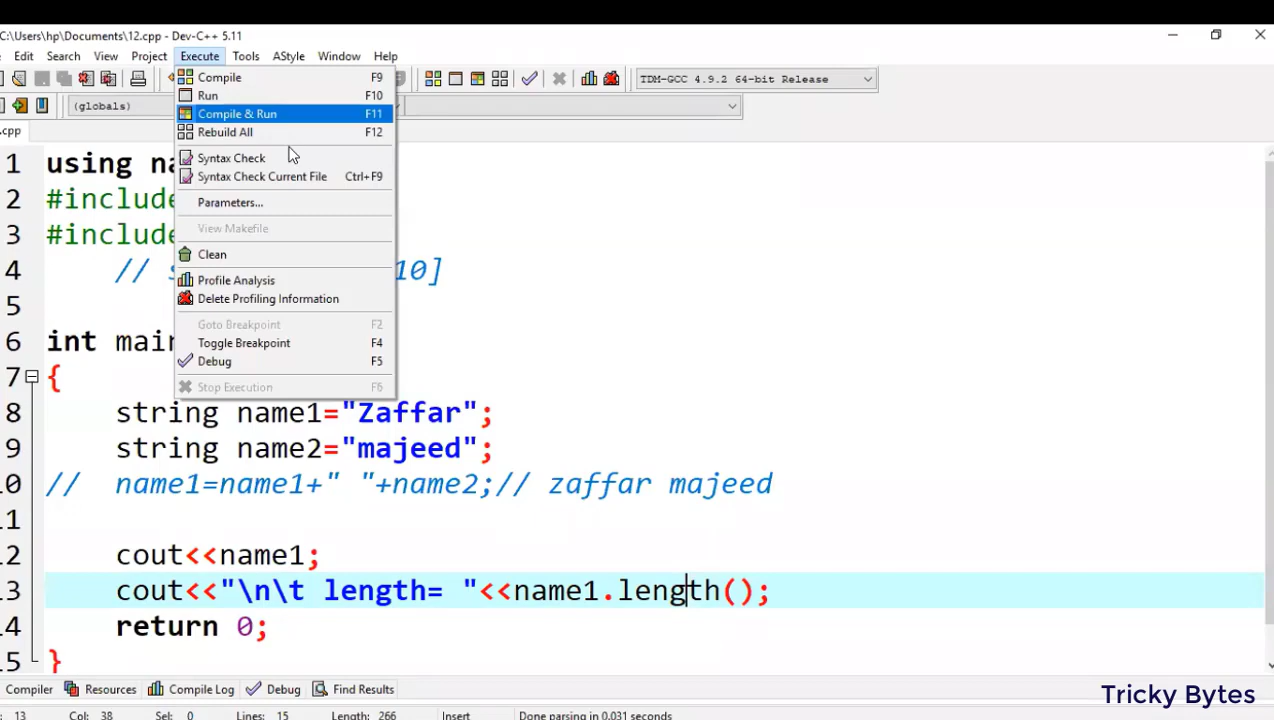 C:\Users\hp\Documents\12.cpp - Dev-C++ 5.11
Edit Search View Project Execute Tools AStyle Window Help
TDM-GCC 4.9.2 64-bit Release
(globals)
.cpp
Compile F9
Run F10
Compile & Run F11
Rebuild All F12
Syntax Check
Syntax Check Current File Ctrl+F9
Parameters...
View Makefile
Clean
Profile Analysis
Delete Profiling Information
Goto Breakpoint F2
Toggle Breakpoint F4
Debug F5
Stop Execution F6
1 using na
2 #include
3 #include
4 // s 10]
5
6 int main
7 {
8 string name1="Zaffar";
9 string name2="majeed";
10 // name1=name1+" "+name2;// zaffar majeed
11
12 cout<<name1;
13 cout<<"\n\t length= "<<name1.length();
14 return 0;
15 }
Compiler Resources Compile Log Debug Find Results
Tricky Bytes
13 Col: 38 Sel: 0 Lines: 15 Length: 266 Insert Done parsing in 0.031 seconds